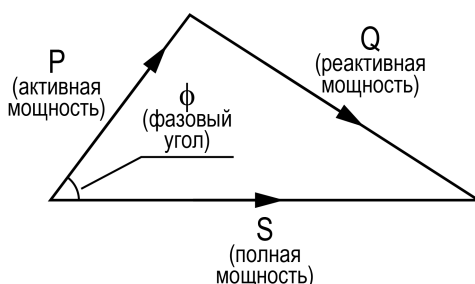 P
(активная
мощность)
ϕ
(фазовый
угол)
Q
(реактивная
мощность)
S
(полная
мощность)